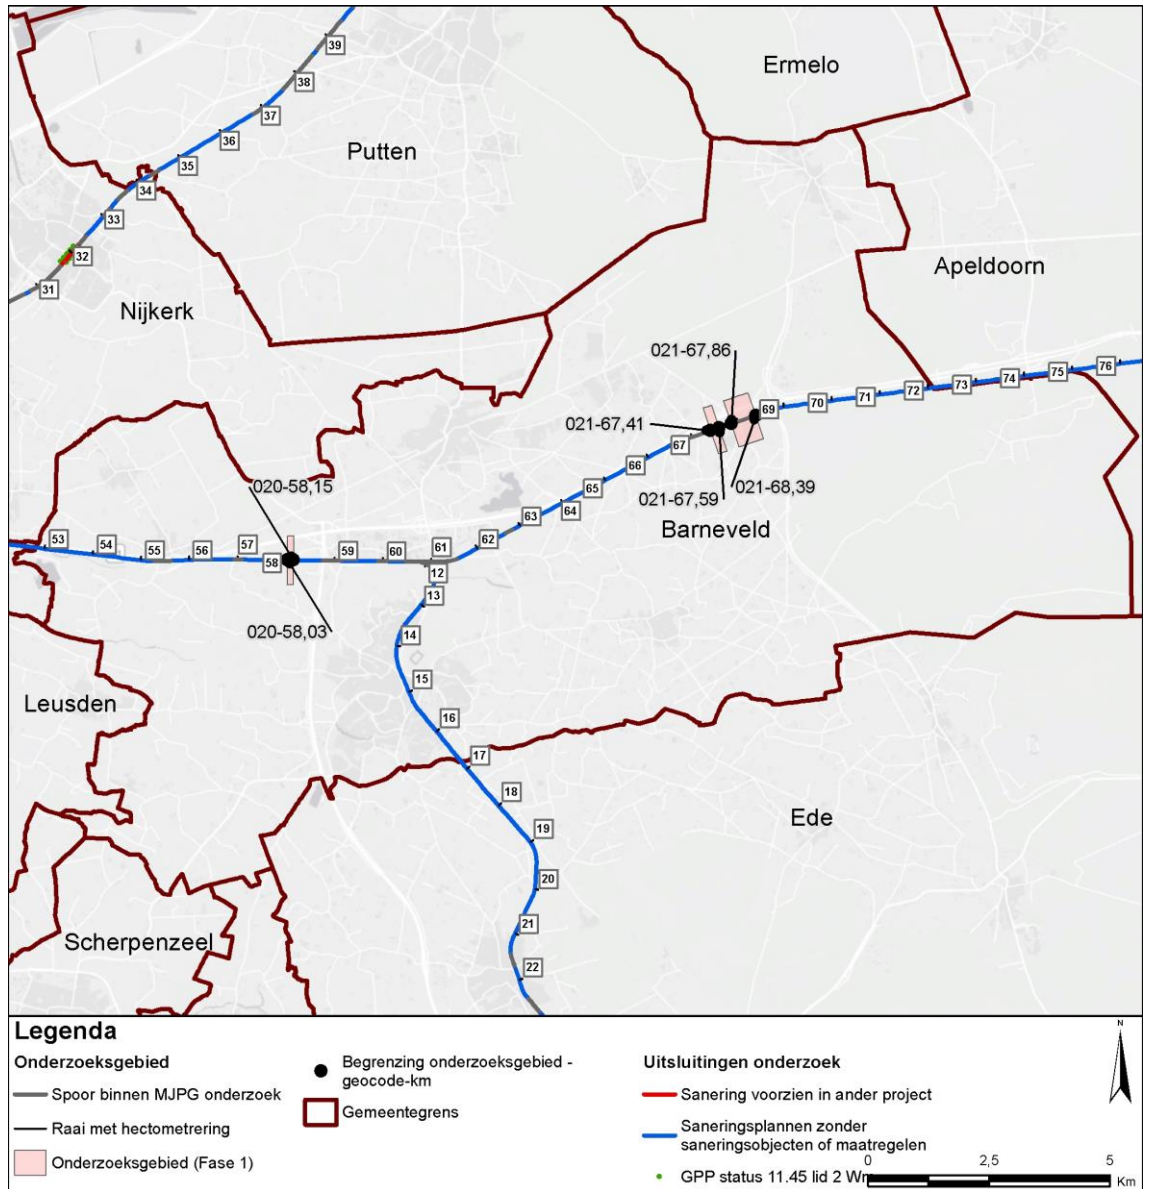 39
38
Ermelo
37
36
Putten
35
34
33
32
Apeldoorn
31
Nijkerk
021-67,86
76
75
74
73
72
71
70
69
021-67,41
67
66
020-58,15
65
021-67,59
021-68,39
64
63
Barneveld
53
54
55
56
57
58
59
60
61
62
12
13
020-58,03
14
15
Leusden
16
17
18
Ede
19
20
21
Scherpenzeel
22
Legenda
Onderzoeksgebied
Spoor binnen MJPG onderzoek
Raai met hectometrering
Onderzoeksgebied (Fase 1)
Begrenzing onderzoeksgebied -
geocode-km
Gemeentegrens
Uitsluitingen onderzoek
Sanering voorzien in ander project
Saneringsplannen zonder
saneringsobjecten of maatregelen
GPP status 11.45 lid 2 Wm
N
0 2,5 5
Km